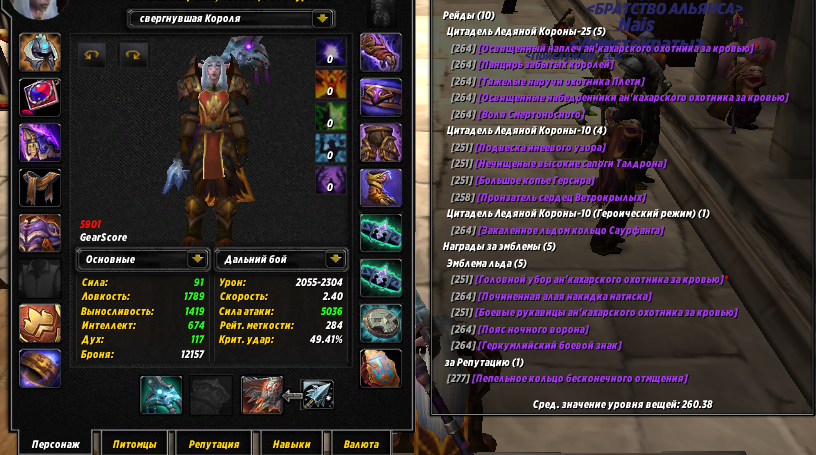 свергнувшая Короля
0
0
0
0
0
5901
GearScore
Основные
Сила: 91
Ловкость: 1789
Выносливость: 1419
Интеллект: 674
Дух: 117
Броня: 12157
Дальний бой
Урон: 2055-2304
Скорость: 2.40
Сила атаки: 5036
Рейт. меткости: 284
Крит. удар: 49.41%
Персонаж
Питомцы
Репутация
Навыки
Валюта
<БРАТСТВО АЛЬЯНСА>
Nais
Рейды (10)
Цитадель Ледяной Короны-25 (5)
[264] [Освященный наплеч ан'кахарского охотника за кровью]*
[264] [Панцирь забытых королей]
[264] [Тяжелые наручи охотника Плети]
[264] [Освященные набедренники ан'кахарского охотника за кровью]
[264] [Воля Смертоносного]
Цитадель Ледяной Короны-10 (4)
[251] [Подвеска инеевого узора]
[251] [Нечищеные высокие сапоги Талдрона]
[251] [Большое копье Герсира]
[258] [Пронзатель сердец Ветрокрылых]
Цитадель Ледяной Короны-10 (Героический режим) (1)
[264] [Закаленное льдом кольцо Саурфанга]
Награды за эмблемы (5)
Эмблема льда (5)
[251] [Головной убор ан'кахарского охотника за кровью]*
[264] [Починенная алая накидка натиска]
[251] [Боевые рукавицы ан'кахарского охотника за кровью]
[264] [Пояс ночного ворона]
[264] [Геркумлийский боевой знак]
за Репутацию (1)
[277] [Пепельное кольцо бесконечного отмщения]
Сред. значение уровня вещей: 260.38